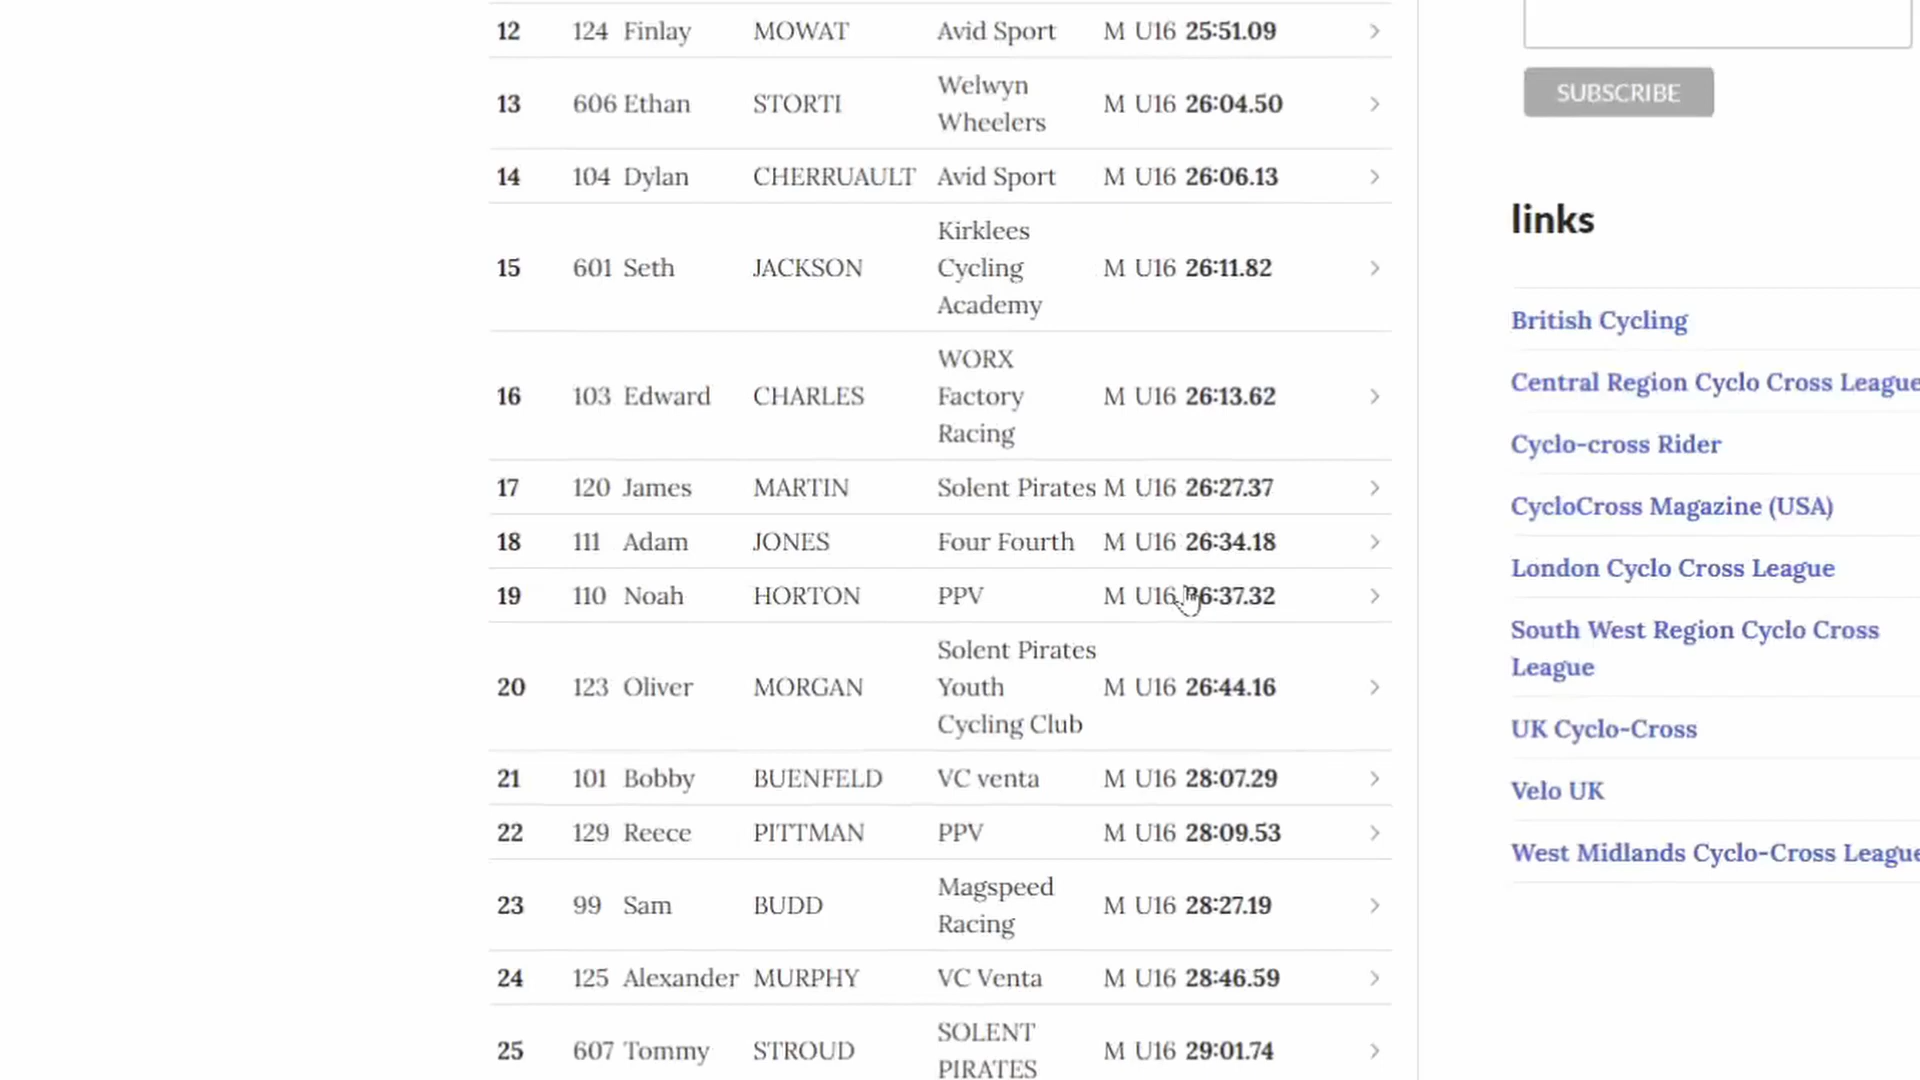 12 124 Finlay MOWAT Avid Sport M U16 25:51.09
13 606 Ethan STORTI Welwyn Wheelers M U16 26:04.50
14 104 Dylan CHERRUAULT Avid Sport M U16 26:06.13
15 601 Seth JACKSON Kirklees Cycling Academy M U16 26:11.82
16 103 Edward CHARLES WORX Factory Racing M U16 26:13.62
17 120 James MARTIN Solent Pirates M U16 26:27.37
18 111 Adam JONES Four Fourth M U16 26:34.18
19 110 Noah HORTON PPV M U16 26:37.32
20 123 Oliver MORGAN Solent Pirates Youth Cycling Club M U16 26:44.16
21 101 Bobby BUENFELD VC venta M U16 28:07.29
22 129 Reece PITTMAN PPV M U16 28:09.53
23 99 Sam BUDD Magspeed Racing M U16 28:27.19
24 125 Alexander MURPHY VC Venta M U16 28:46.59
25 607 Tommy STROUD SOLENT PIRATES M U16 29:01.74
SUBSCRIBE
links
British Cycling
Central Region Cyclo Cross League
Cyclo-cross Rider
CycloCross Magazine (USA)
London Cyclo Cross League
South West Region Cyclo Cross
League
UK Cyclo-Cross
Velo UK
West Midlands Cyclo-Cross League